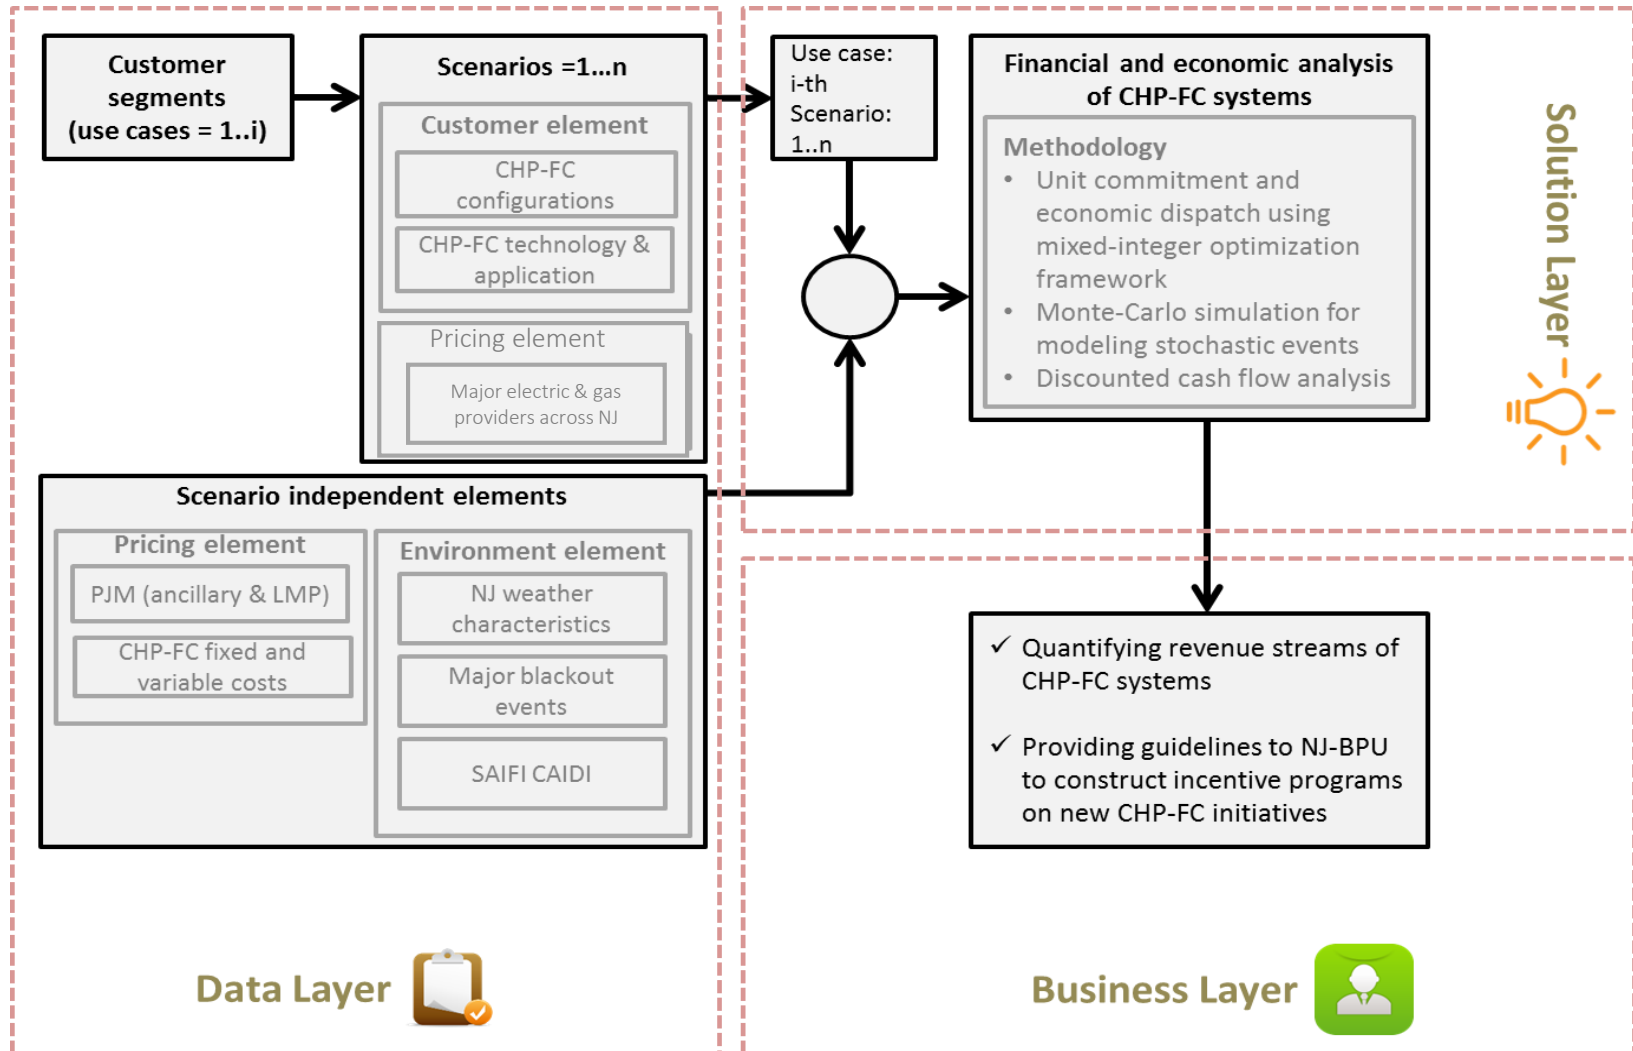 Customer
segments
(use cases = 1..i)
Scenarios =1...n
Customer element
CHP-FC
configurations
CHP-FC technology &
application
Pricing element
Major electric & gas
providers across NJ
Scenario independent elements
Pricing element
PJM (ancillary & LMP)
CHP-FC fixed and
variable costs
Environment element
NJ weather
characteristics
Major blackout
events
SAIFI CAIDI
Data Layer
Use case:
i-th
Scenario:
1..n
Financial and economic analysis
of CHP-FC systems
Methodology
• Unit commitment and
economic dispatch using
mixed-integer optimization
framework
• Monte-Carlo simulation for
modeling stochastic events
• Discounted cash flow analysis
Solution Layer
✓ Quantifying revenue streams of
CHP-FC systems
✓ Providing guidelines to NJ-BPU
to construct incentive programs
on new CHP-FC initiatives
Business Layer